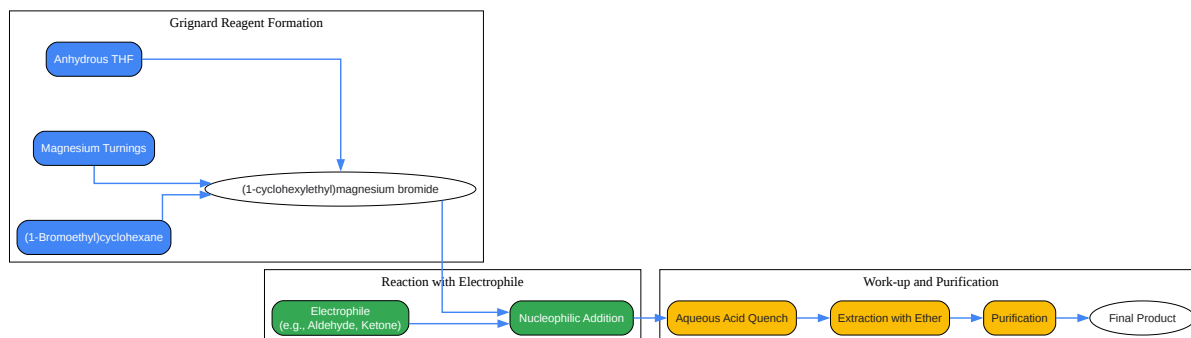 Grignard Reagent Formation
Anhydrous THF
Magnesium Turnings
(1-cyclohexylethyl)magnesium bromide
(1-Bromoethyl)cyclohexane
Reaction with Electrophile
Electrophile
(e.g., Aldehyde, Ketone)
Nucleophilic Addition
Work-up and Purification
Aqueous Acid Quench
Extraction with Ether
Purification
Final Product